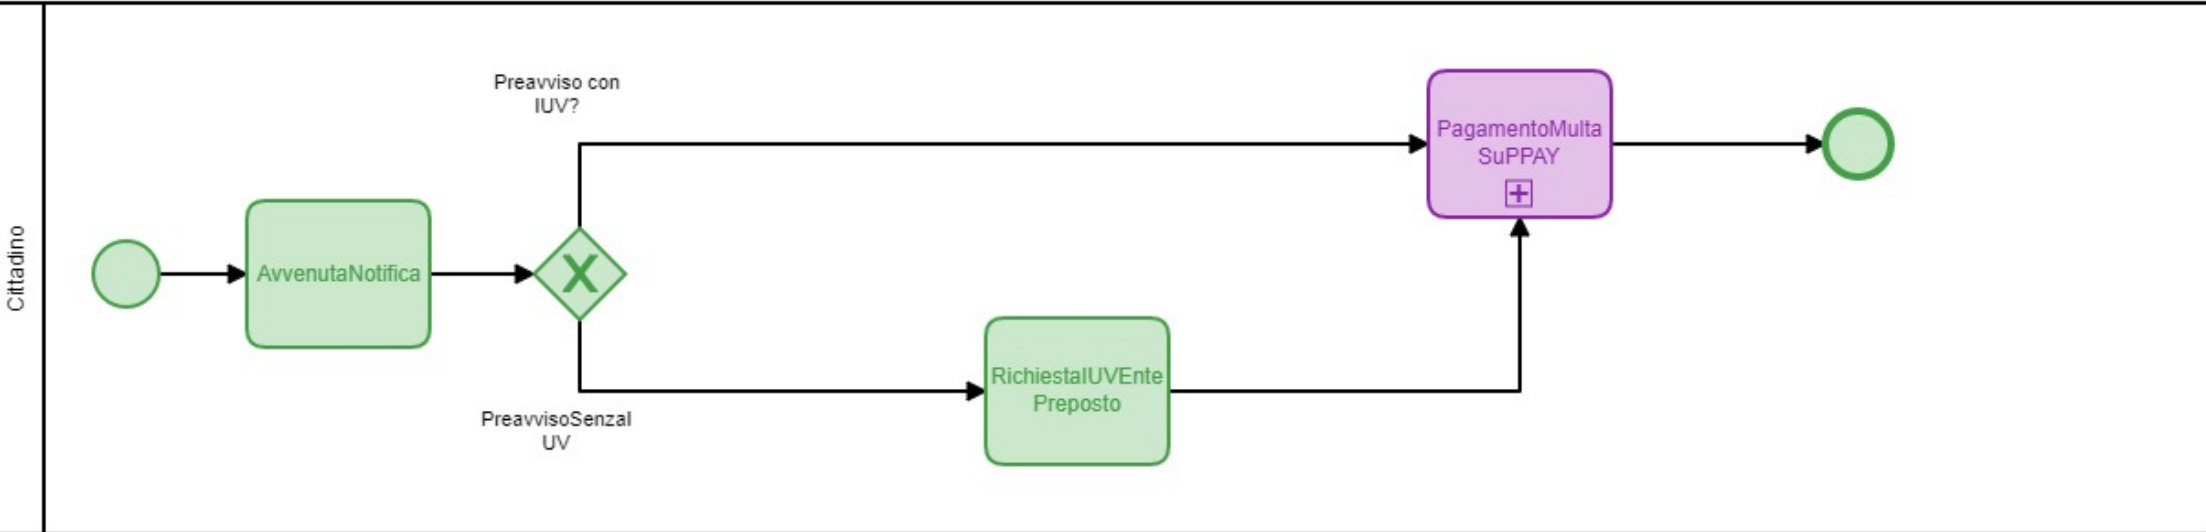 Cittadino
Preavviso con
IUV?
AvvenutaNotifica
X
PreavvisoSenzaI
UV
RichiestaIUVEnte
Preposto
PagamentoMulta
SuPPAY